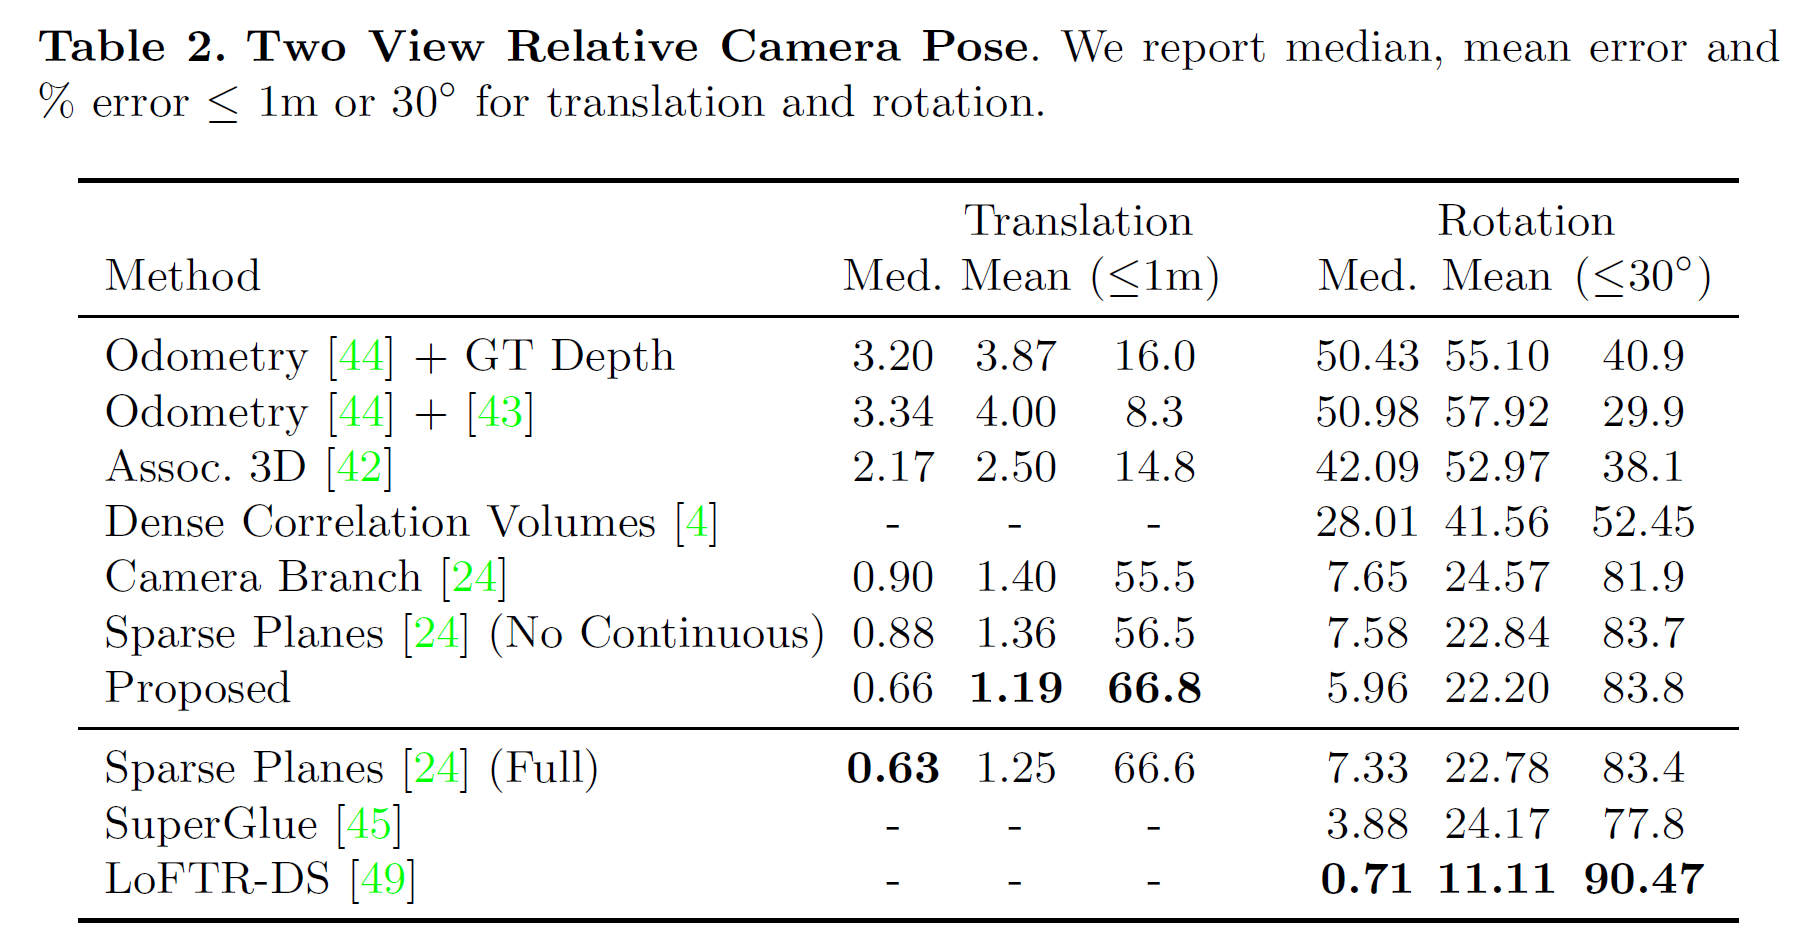 Table 2. Two View Relative Camera Pose. We report median, mean error and
% error ≤ 1m or 30° for translation and rotation.
Translation Rotation
Method Med. Mean (≤1m) Med. Mean (≤30°)
Odometry [44] + GT Depth 3.20 3.87 16.0 50.43 55.10 40.9
Odometry [44] + [43] 3.34 4.00 8.3 50.98 57.92 29.9
Assoc. 3D [42] 2.17 2.50 14.8 42.09 52.97 38.1
Dense Correlation Volumes [4] - - - 28.01 41.56 52.45
Camera Branch [24] 0.90 1.40 55.5 7.65 24.57 81.9
Sparse Planes [24] (No Continuous) 0.88 1.36 56.5 7.58 22.84 83.7
Proposed 0.66 1.19 66.8 5.96 22.20 83.8
Sparse Planes [24] (Full) 0.63 1.25 66.6 7.33 22.78 83.4
SuperGlue [45] - - - 3.88 24.17 77.8
LoFTR-DS [49] - - - 0.71 11.11 90.47